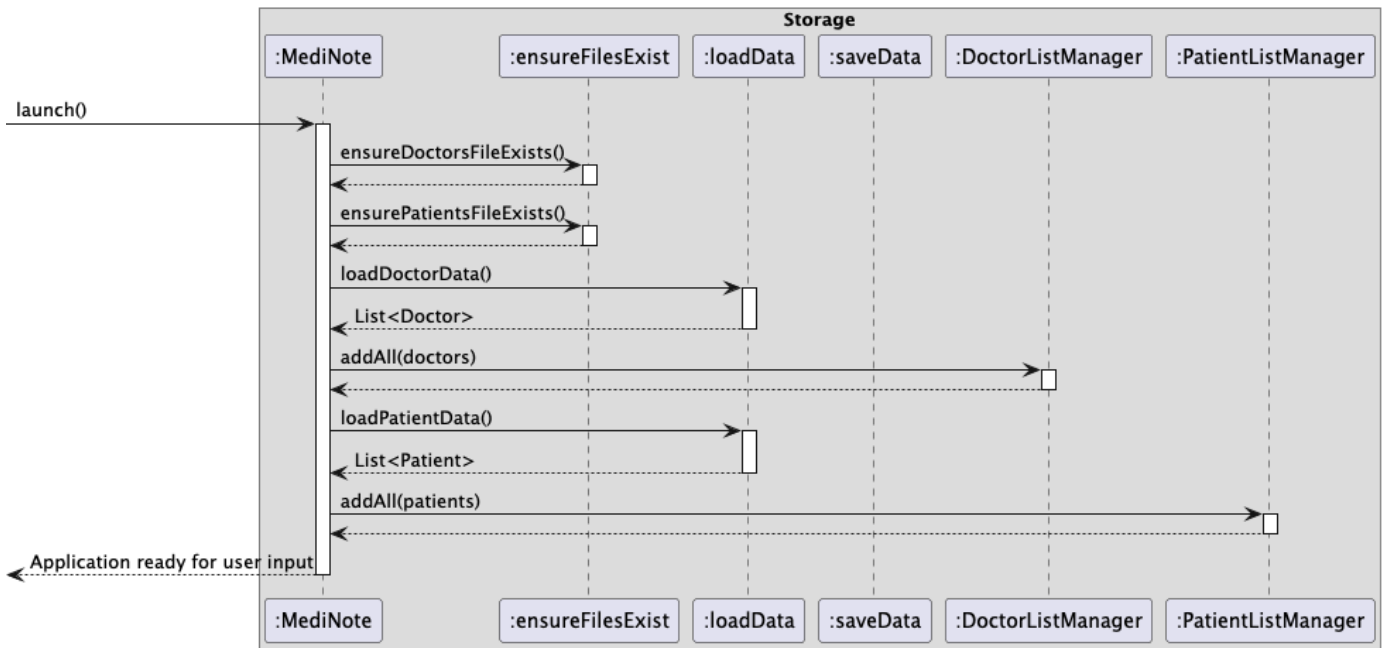 Storage
:MediNote :ensureFilesExist :loadData :saveData :DoctorListManager :PatientListManager
launch()
ensureDoctorsFileExists()
ensurePatientsFileExists()
loadDoctorData()
List<Doctor>
addAll(doctors)
loadPatientData()
List<Patient>
addAll(patients)
Application ready for user input
:MediNote :ensureFilesExist :loadData :saveData :DoctorListManager :PatientListManager